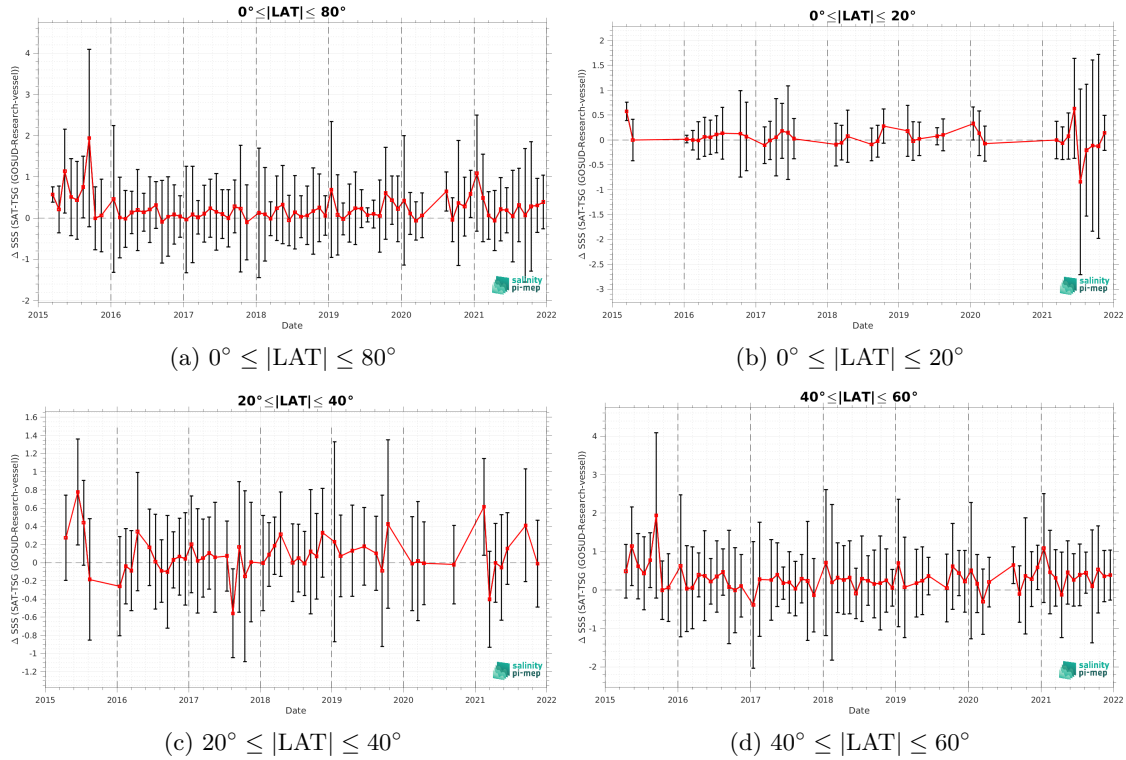 0°≤|LAT|≤ 80°
Δ SSS (SAT-TSG (GOSUD-Research-vessel))
4
3
2
1
0
-1
-2
2015 2016 2017 2018 2019 2020 2021 2022
Date
salinity
pi-mep
(a) 0° ≤ |LAT| ≤ 80°
0°≤|LAT|≤ 20°
Δ SSS (SAT-TSG (GOSUD-Research-vessel))
2
1.5
1
0.5
0
-0.5
-1
-1.5
-2
-2.5
-3
2015 2016 2017 2018 2019 2020 2021 2022
Date
salinity
pi-mep
(b) 0° ≤ |LAT| ≤ 20°
20°≤|LAT|≤ 40°
Δ SSS (SAT-TSG (GOSUD-Research-vessel))
1.6
1.4
1.2
1
0.8
0.6
0.4
0.2
0
-0.2
-0.4
-0.6
-0.8
-1
-1.2
2015 2016 2017 2018 2019 2020 2021 2022
Date
salinity
pi-mep
(c) 20° ≤ |LAT| ≤ 40°
40°≤|LAT|≤ 60°
Δ SSS (SAT-TSG (GOSUD-Research-vessel))
4
3
2
1
0
-1
-2
2015 2016 2017 2018 2019 2020 2021 2022
Date
salinity
pi-mep
(d) 40° ≤ |LAT| ≤ 60°